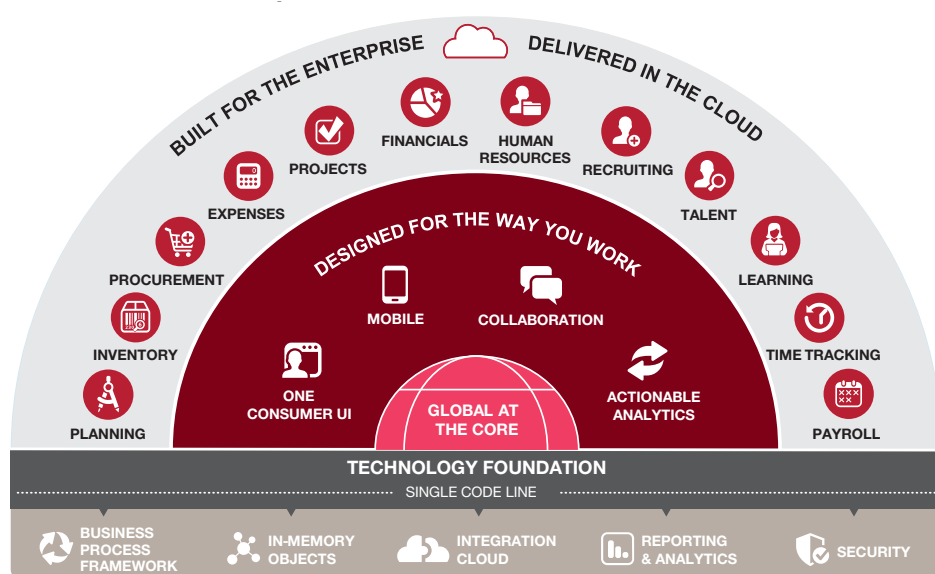 BUILT FOR THE ENTERPRISE
DELIVERED IN THE CLOUD
PLANNING
INVENTORY
PROCUREMENT
EXPENSES
PROJECTS
FINANCIALS
HUMAN
RESOURCES
RECRUITING
TALENT
LEARNING
TIME TRACKING
PAYROLL
DESIGNED FOR THE WAY YOU WORK
ONE
CONSUMER UI
MOBILE
COLLABORATION
ACTIONABLE
ANALYTICS
GLOBAL AT
THE CORE
TECHNOLOGY FOUNDATION
SINGLE CODE LINE
BUSINESS
PROCESS
FRAMEWORK
IN-MEMORY
OBJECTS
INTEGRATION
CLOUD
REPORTING
& ANALYTICS
SECURITY